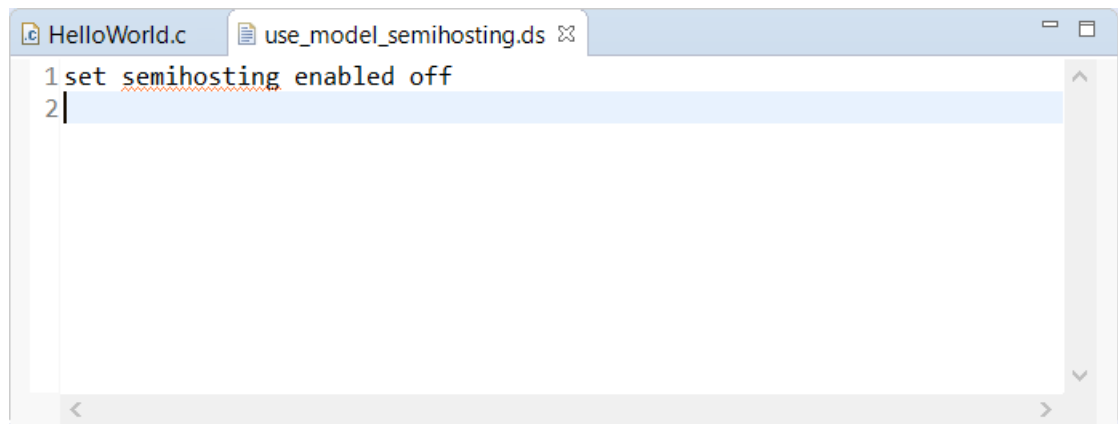 HelloWorld.c
use_model_semihosting.ds
1 set semihosting enabled off
2